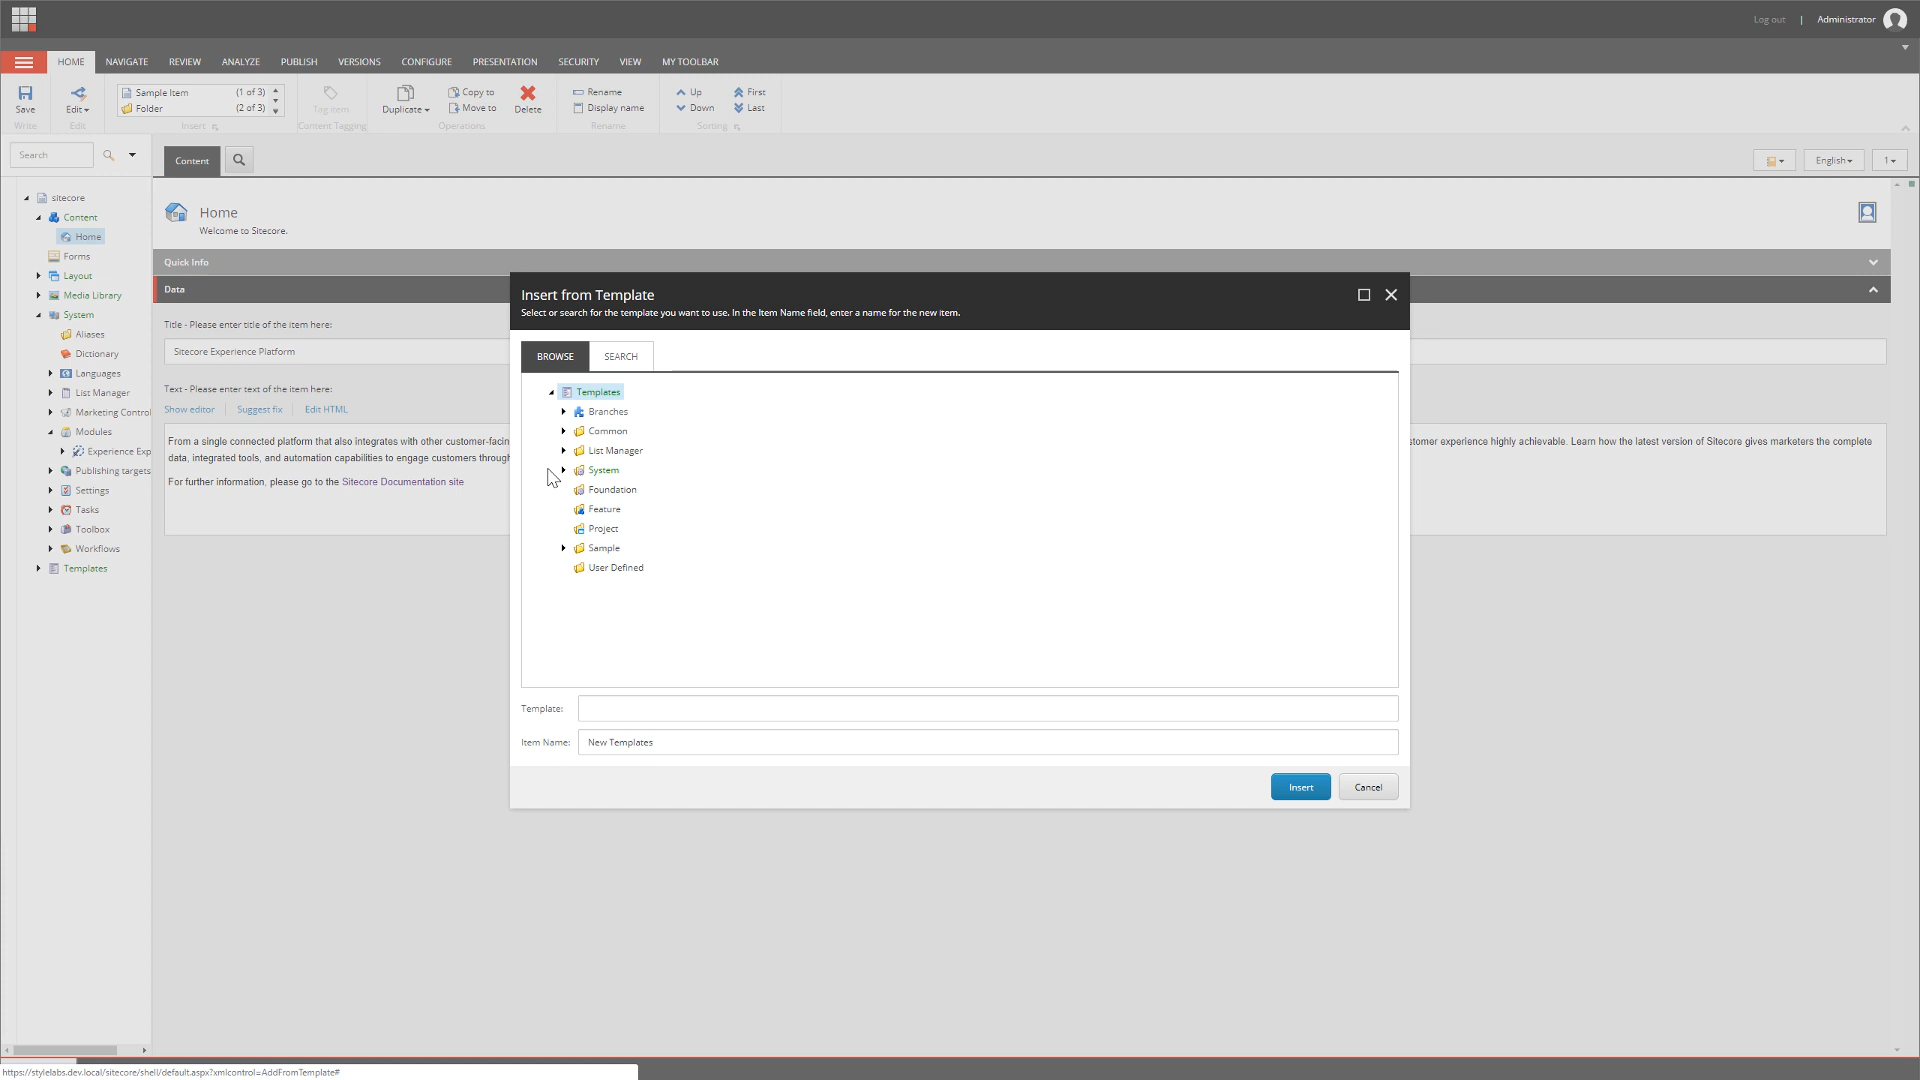 Log out | Administrator
HOME NAVIGATE REVIEW ANALYZE PUBLISH VERSIONS CONFIGURE PRESENTATION SECURITY VIEW MY TOOLBAR
Sample Item (1 of 3) Copy to Rename Up First
Folder (2 of 3) Move to Display name Down Last
Save Edit Tag item Duplicate Delete
Write Edit Insert Content Tagging Operations Rename Sorting
Search
Content
English 1
sitecore
Content
Home
Forms
Layout
Media Library
System
Aliases
Dictionary
Languages
List Manager
Marketing Control
Modules
Experience Exp
Publishing targets
Settings
Tasks
Toolbox
Workflows
Templates
Home
Welcome to Sitecore.
Quick Info
Data
Title - Please enter title of the item here:
Sitecore Experience Platform
Text - Please enter text of the item here:
Show editor Suggest fix Edit HTML
From a single connected platform that also integrates with other customer-facin
stomer experience highly achievable. Learn how the latest version of Sitecore gives marketers the complete
data, integrated tools, and automation capabilities to engage customers through
For further information, please go to the Sitecore Documentation site
Insert from Template
Select or search for the template you want to use. In the Item Name field, enter a name for the new item.
BROWSE SEARCH
Templates
Branches
Common
List Manager
System
Foundation
Feature
Project
Sample
User Defined
Template:
Item Name: New Templates
Insert Cancel
https://stylelabs.dev.local/sitecore/shell/default.aspx?xmlcontrol=AddFromTemplate#